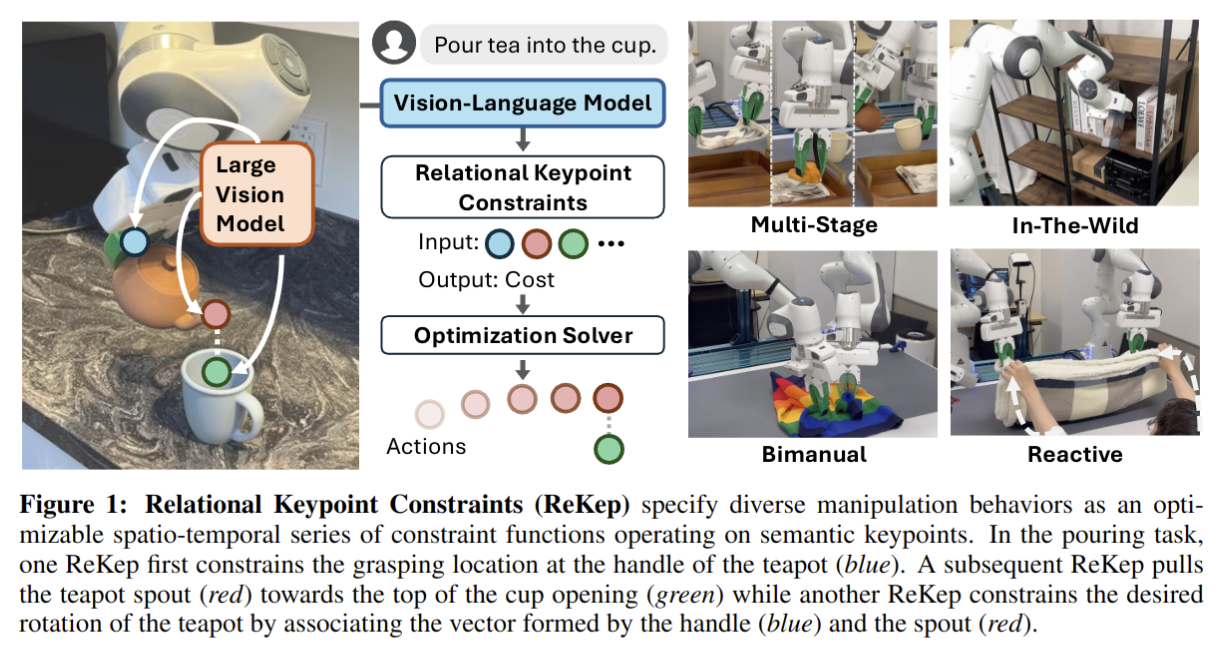 Pour tea into the cup.
Large
Vision
Model
Vision-Language Model
Relational Keypoint
Constraints
Input:
Output: Cost
Optimization Solver
Actions
Multi-Stage
In-The-Wild
LOEWE
Bimanual
Reactive
Figure 1: Relational Keypoint Constraints (ReKep) specify diverse manipulation behaviors as an opti-
mizable spatio-temporal series of constraint functions operating on semantic keypoints. In the pouring task,
one ReKep first constrains the grasping location at the handle of the teapot (blue). A subsequent ReKep pulls
the teapot spout (red) towards the top of the cup opening (green) while another ReKep constrains the desired
rotation of the teapot by associating the vector formed by the handle (blue) and the spout (red).